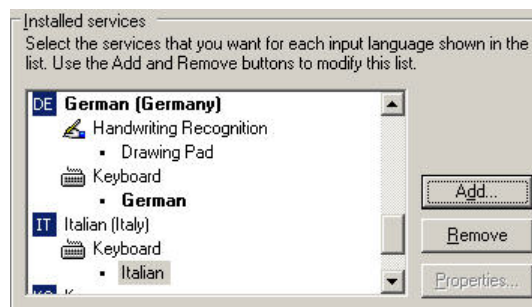 Installed services
Select the services that you want for each input language shown in the
list. Use the Add and Remove buttons to modify this list.
DE German (Germany)
Handwriting Recognition
Drawing Pad
Keyboard
German
IT Italian (Italy)
Keyboard
Italian
Add...
Remove
Properties...